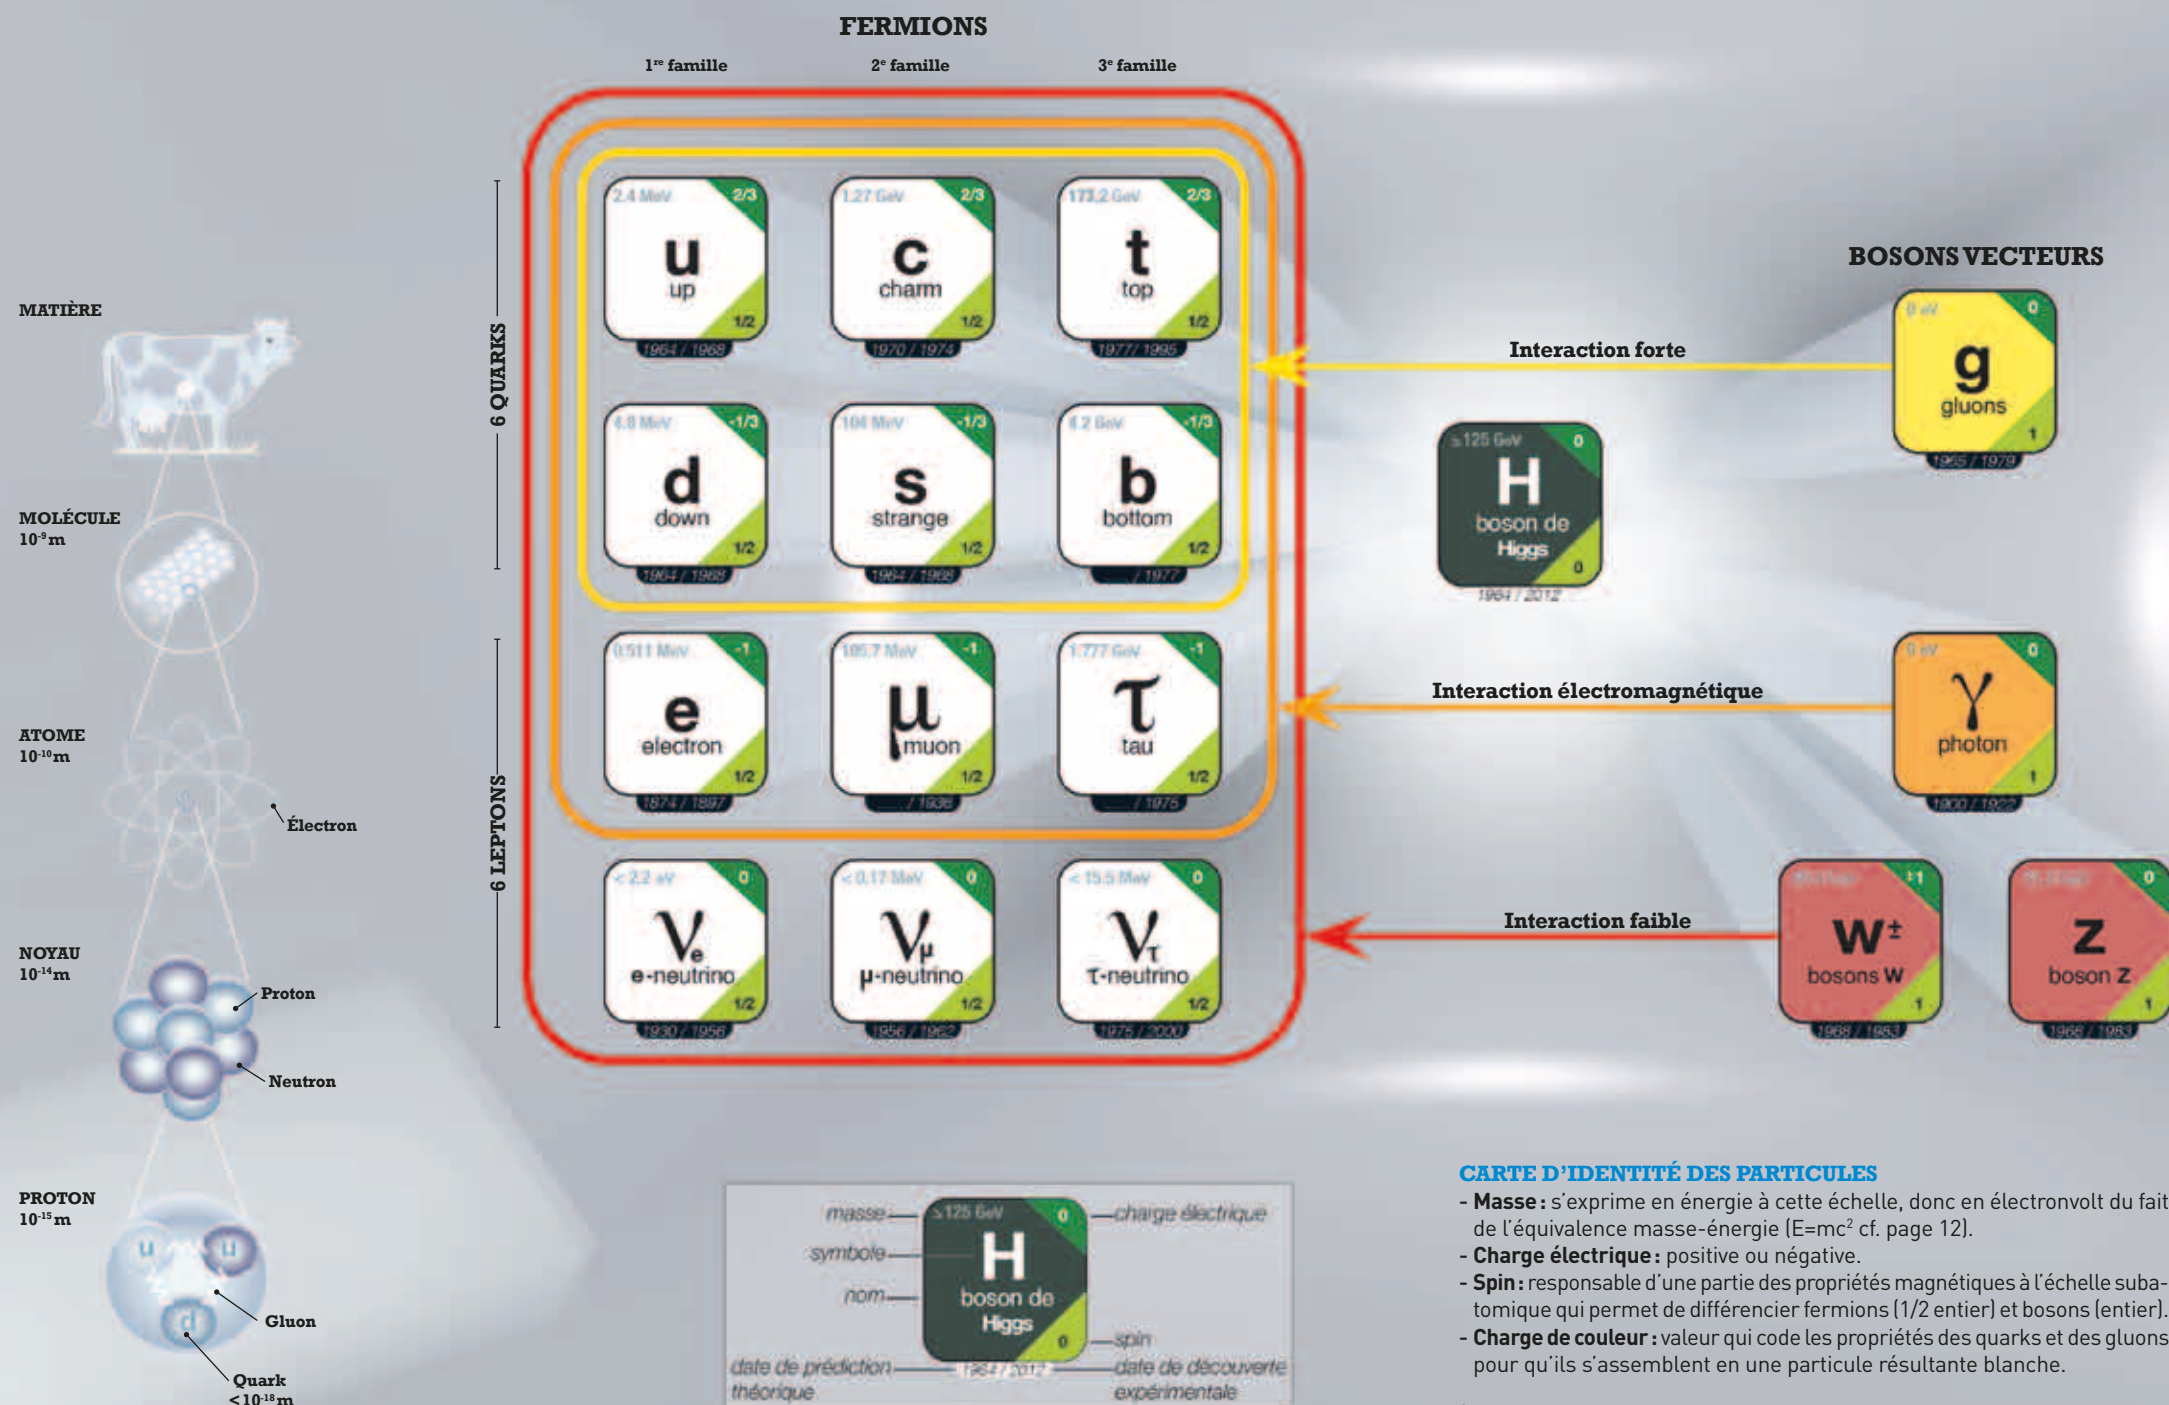 FERMIONS
1re famille
2e famille
3e famille
6 QUARKS
2.4 MeV
2/3
u
up
1/2
1964 / 1968
1.27 GeV
2/3
c
charm
1/2
1970 / 1974
173.2 GeV
2/3
t
top
1/2
1977/ 1995
4.8 MeV
-1/3
d
down
1/2
1964 / 1968
104 MeV
-1/3
s
strange
1/2
1964 / 1968
4.2 GeV
-1/3
b
bottom
1/2
/ 1977
6 LEPTONS
0.511 MeV
-1
e
electron
1/2
1874 / 1897
105.7 MeV
-1
μ
muon
1/2
/ 1936
1.777 GeV
-1
τ
tau
1/2
/ 1975
< 2.2 eV
0
νe
e-neutrino
1/2
1930 / 1956
< 0.17 MeV
0
νμ
μ-neutrino
1/2
1956 / 1962
< 15.5 MeV
0
ντ
τ-neutrino
1/2
1975 / 2000
Interaction forte
Interaction électromagnétique
Interaction faible
125 GeV
0
H
boson de
Higgs
0
1964 / 2012
BOSONS VECTEURS
0 eV
0
g
gluons
1
1965 / 1979
0 eV
0
γ
photon
1
1900 / 1922
±1
W±
bosons W
1
1968 / 1983
0
Z
boson Z
1
1968 / 1983
MATIÈRE
MOLÉCULE
10-9 m
ATOME
10-10 m
Électron
NOYAU
10-14 m
Proton
Neutron
PROTON
10-15 m
u
u
d
Gluon
Quark
<10-18 m
masse
symbole
nom
date de prédiction
théorique
125 GeV
0
H
boson de
Higgs
0
1964 / 2012
charge électrique
spin
date de découverte
expérimentale
CARTE D'IDENTITÉ DES PARTICULES
- Masse : s'exprime en énergie à cette échelle, donc en électronvolt du fait
de l'équivalence masse-énergie (E=mc2 cf. page 12).
- Charge électrique : positive ou négative.
- Spin : responsable d'une partie des propriétés magnétiques à l'échelle suba-
tomique qui permet de différencier fermions (1/2 entier) et bosons (entier).
- Charge de couleur : valeur qui code les propriétés des quarks et des gluons
pour qu'ils s'assemblent en une particule résultante blanche.